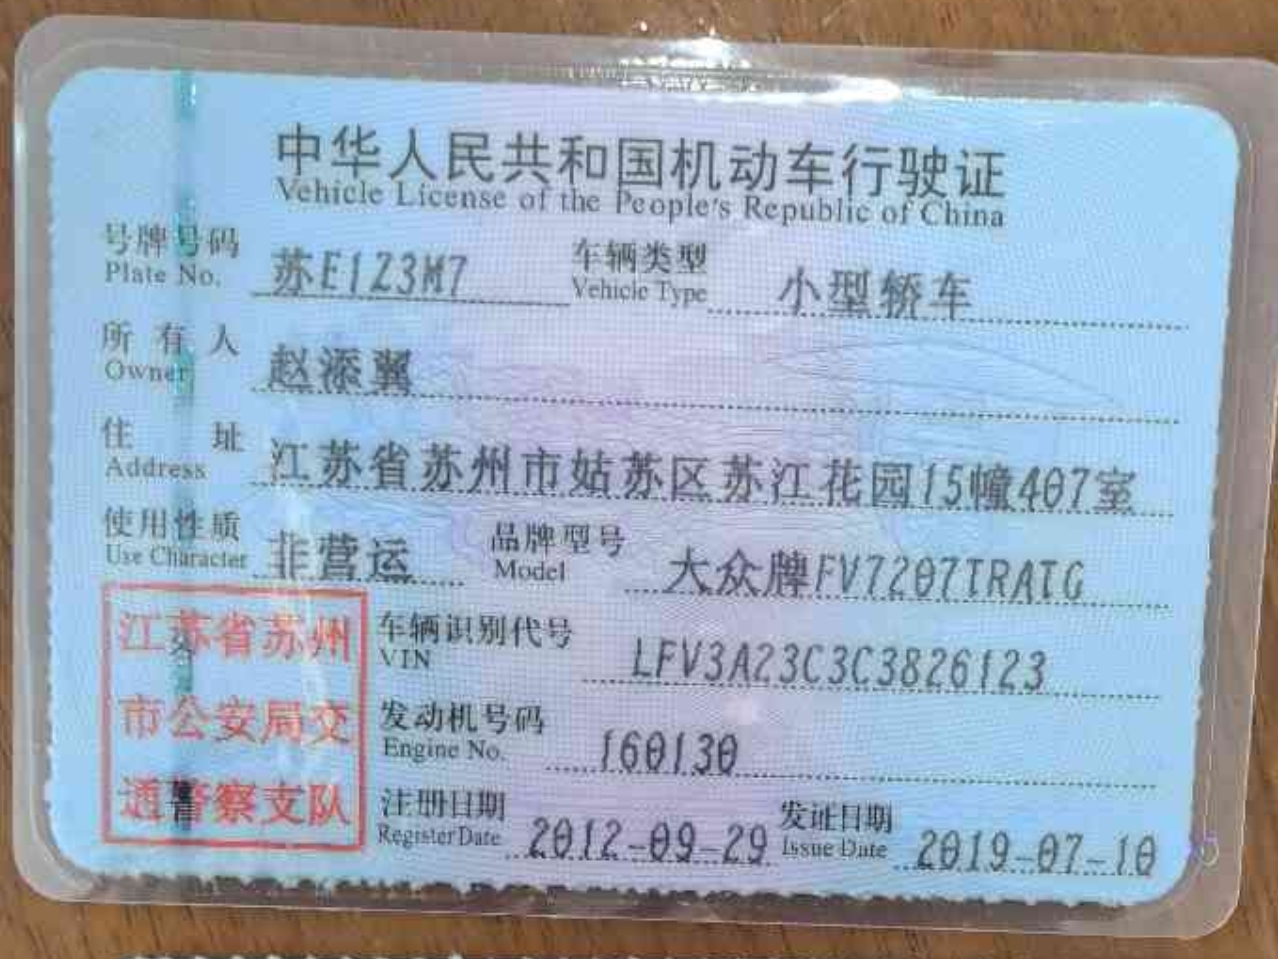 中华人民共和国机动车行驶证
Vehicle License of the People's Republic of China
号牌号码 苏E1Z3M7 车辆类型 小型轿车
Plate No. Vehicle Type
所有人 赵添翼
Owner
住址 江苏省苏州市姑苏区苏江花园15幢407室
Address
使用性质 非营运 品牌型号 大众牌FV7207TRATG
Use Character Model
江苏省苏州
市公安局交
通警察支队
车辆识别代号 LFV3A23C3C3826123
VIN
发动机号码 160130
Engine No.
注册日期 2012-09-29 发证日期 2019-07-10
Register Date Issue Date